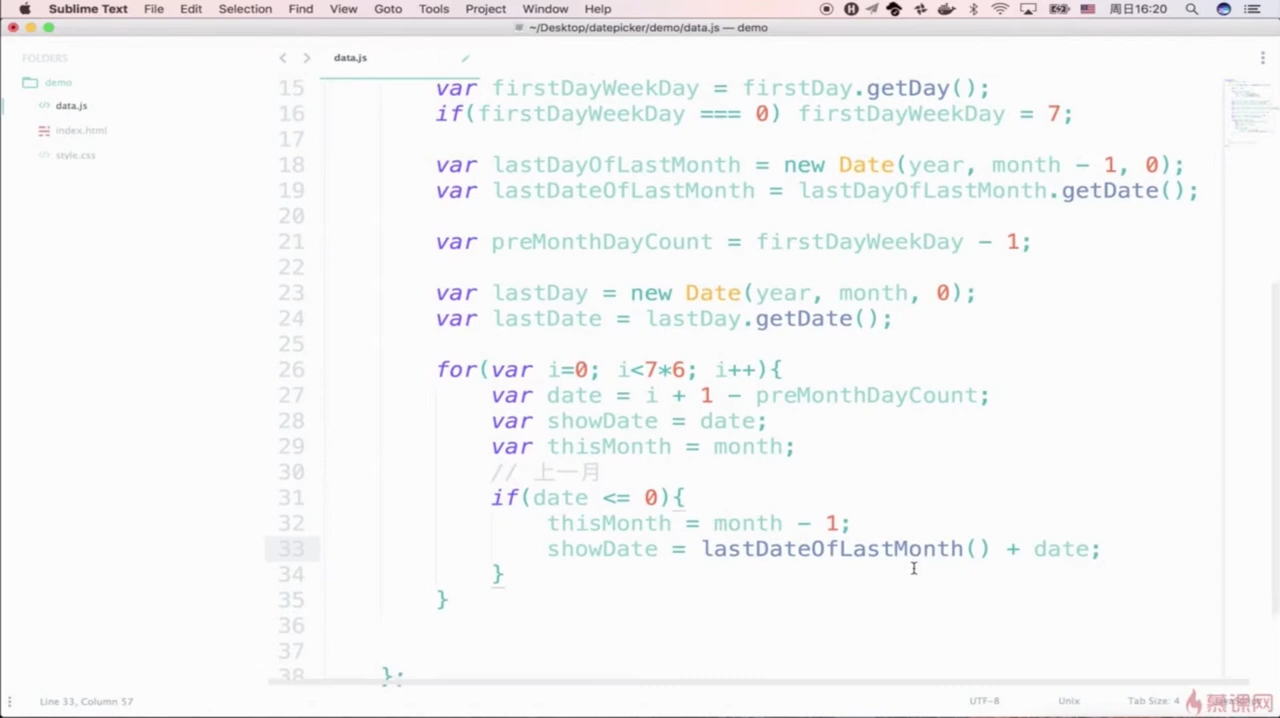 Sublime Text File Edit Selection Find View Goto Tools Project Window Help 周日16:20
~/Desktop/datepicker/demo/data.js — demo
FOLDERS
demo
data.js
index.html
style.css
data.js
15 var firstDayWeekDay = firstDay.getDay();
16 if(firstDayWeekDay === 0) firstDayWeekDay = 7;
17
18 var lastDayOfLastMonth = new Date(year, month - 1, 0);
19 var lastDateOfLastMonth = lastDayOfLastMonth.getDate();
20
21 var preMonthDayCount = firstDayWeekDay - 1;
22
23 var lastDay = new Date(year, month, 0);
24 var lastDate = lastDay.getDate();
25
26 for(var i=0; i<7*6; i++){
27 var date = i + 1 - preMonthDayCount;
28 var showDate = date;
29 var thisMonth = month;
30 // 上一月
31 if(date <= 0){
32 thisMonth = month - 1;
33 showDate = lastDateOfLastMonth() + date;
34 }
35 }
36
37
38 };
Line 33, Column 57 UTF-8 Unix Tab Size: 4
慕课网